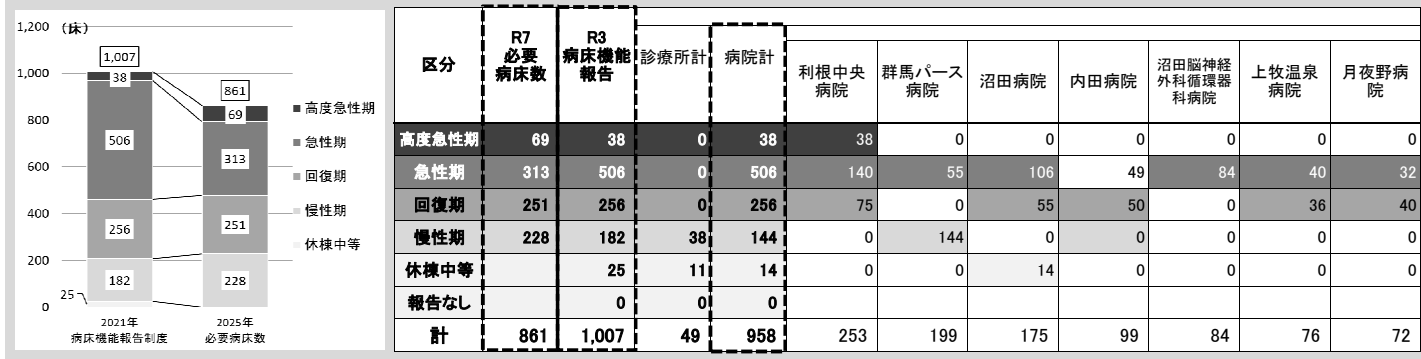 1,200 (床)
1,007
1,000
38
861
69
高度急性期
800
506
313
急性期
600
回復期
400
256
251
慢性期
200
182
228
休棟中等
25
0
2021年
病床機能報告制度
2025年
必要病床数
区分 R7 必要 病床数 R3 病床機能 報告 診療所計 病院計 利根中央 病院 群馬パース 病院 沼田病院 内田病院 沼田脳神経 外科循環器 科病院 上牧温泉 病院 月夜野病 院
高度急性期 69 38 0 38 38 0 0 0 0 0 0
急性期 313 506 0 506 140 55 106 49 84 40 32
回復期 251 256 0 256 75 0 55 50 0 36 40
慢性期 228 182 38 144 0 144 0 0 0 0 0
休棟中等 25 11 14 0 0 14 0 0 0 0
報告なし 0 0 0
計 861 1,007 49 958 253 199 175 99 84 76 72